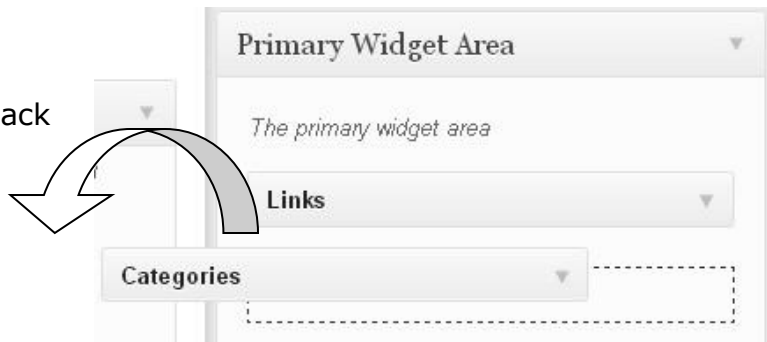 Primary Widget Area
ack
The primary widget area
Links
Categories